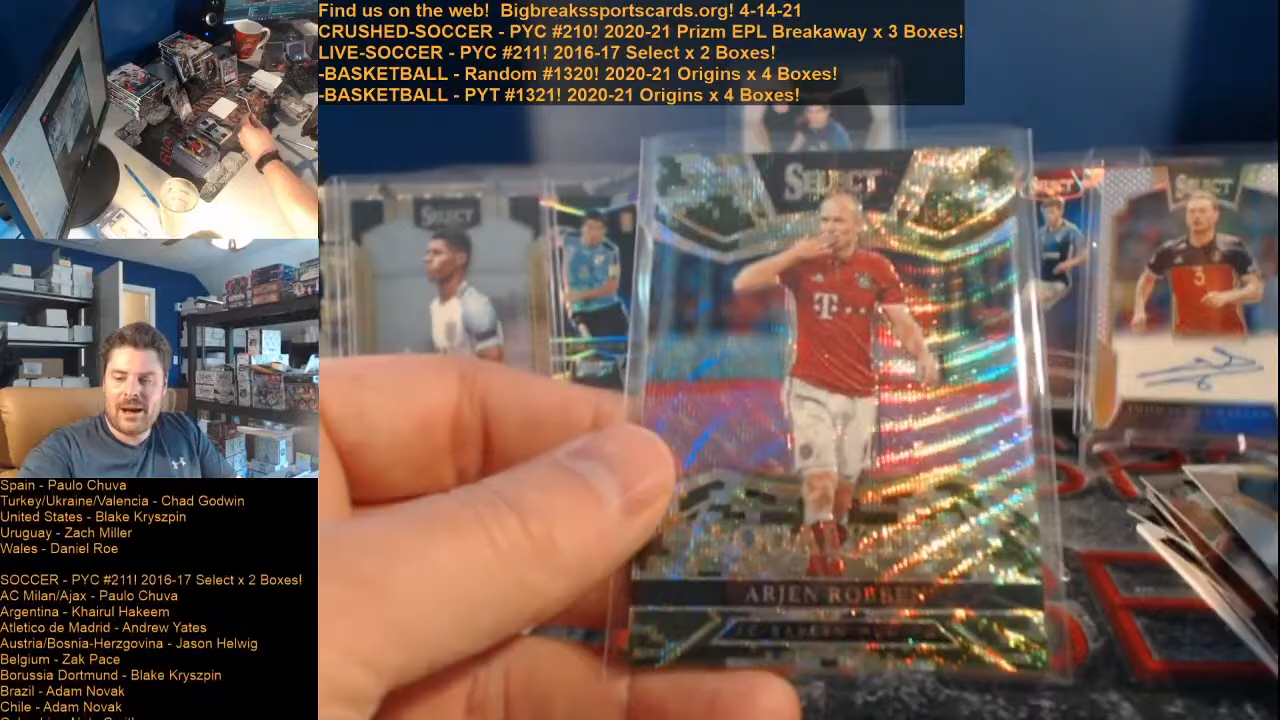 Find us on the web!  Bigbreakssportscards.org! 4-14-21
CRUSHED-SOCCER - PYC #210! 2020-21 Prizm EPL Breakaway x 3 Boxes!
LIVE-SOCCER - PYC #211! 2016-17 Select x 2 Boxes!
-BASKETBALL - Random #1320! 2020-21 Origins x 4 Boxes!
-BASKETBALL - PYT #1321! 2020-21 Origins x 4 Boxes!
SELECT
SELECT
SELECT
SELECT
T
3
ARJEN ROBBEN
Spain - Paulo Chuva
Turkey/Ukraine/Valencia - Chad Godwin
United States - Blake Kryszpin
Uruguay - Zach Miller
Wales - Daniel Roe
SOCCER - PYC #211! 2016-17 Select x 2 Boxes!
AC Milan/Ajax - Paulo Chuva
Argentina - Khairul Hakeem
Atletico de Madrid - Andrew Yates
Austria/Bosnia-Herzgovina - Jason Helwig
Belgium - Zak Pace
Borussia Dortmund - Blake Kryszpin
Brazil - Adam Novak
Chile - Adam Novak